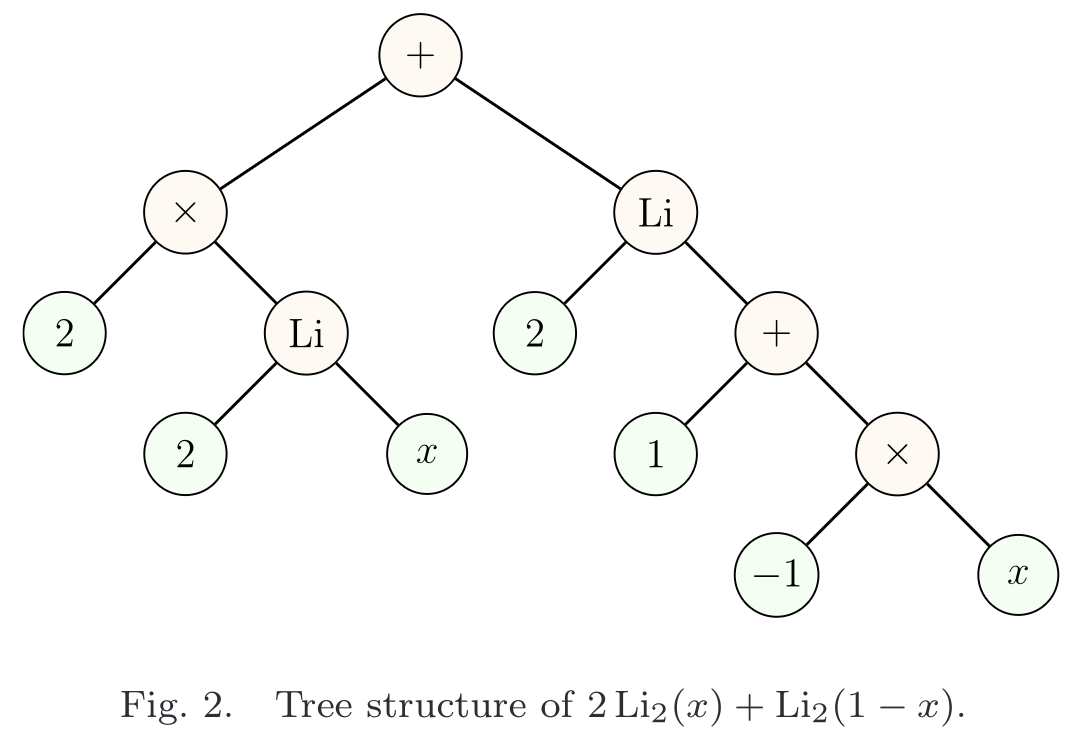 +
× Li
2 Li 2 +
2 x 1 ×
−1 x
Fig. 2. Tree structure of 2 Li₂(x) + Li₂(1 − x).